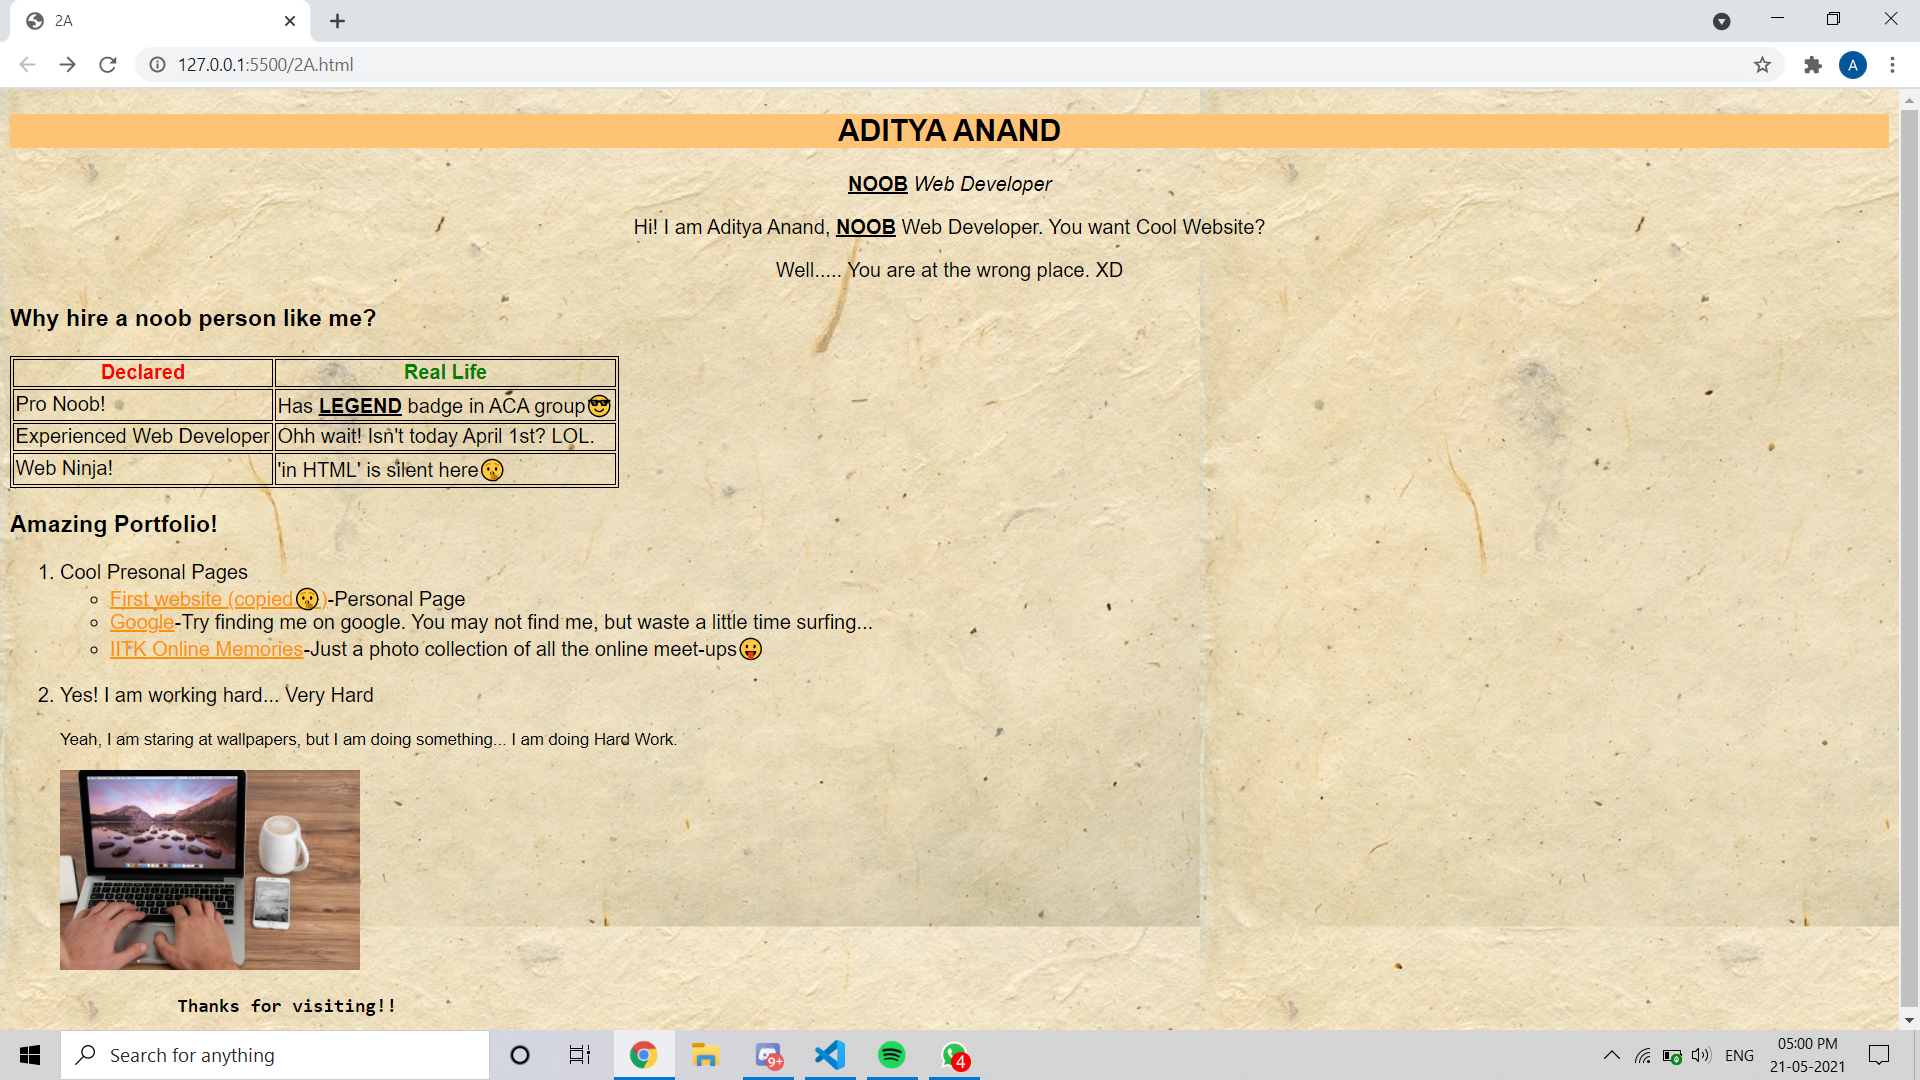 2A
127.0.0.1:5500/2A.html
A
ADITYA ANAND
NOOB Web Developer
Hi! I am Aditya Anand, NOOB Web Developer. You want Cool Website?
Well..... You are at the wrong place. XD
Why hire a noob person like me?
Declared Real Life
Pro Noob! Has LEGEND badge in ACA group😎
Experienced Web Developer Ohh wait! Isn't today April 1st? LOL.
Web Ninja! 'in HTML' is silent here🤫
Amazing Portfolio!
1. Cool Presonal Pages
First website (copied🤫)-Personal Page
Google-Try finding me on google. You may not find me, but waste a little time surfing...
IITK Online Memories-Just a photo collection of all the online meet-ups😛
2. Yes! I am working hard... Very Hard
Yeah, I am staring at wallpapers, but I am doing something... I am doing Hard Work.
Thanks for visiting!!
Search for anything
9+
4
ENG
05:00 PM
21-05-2021